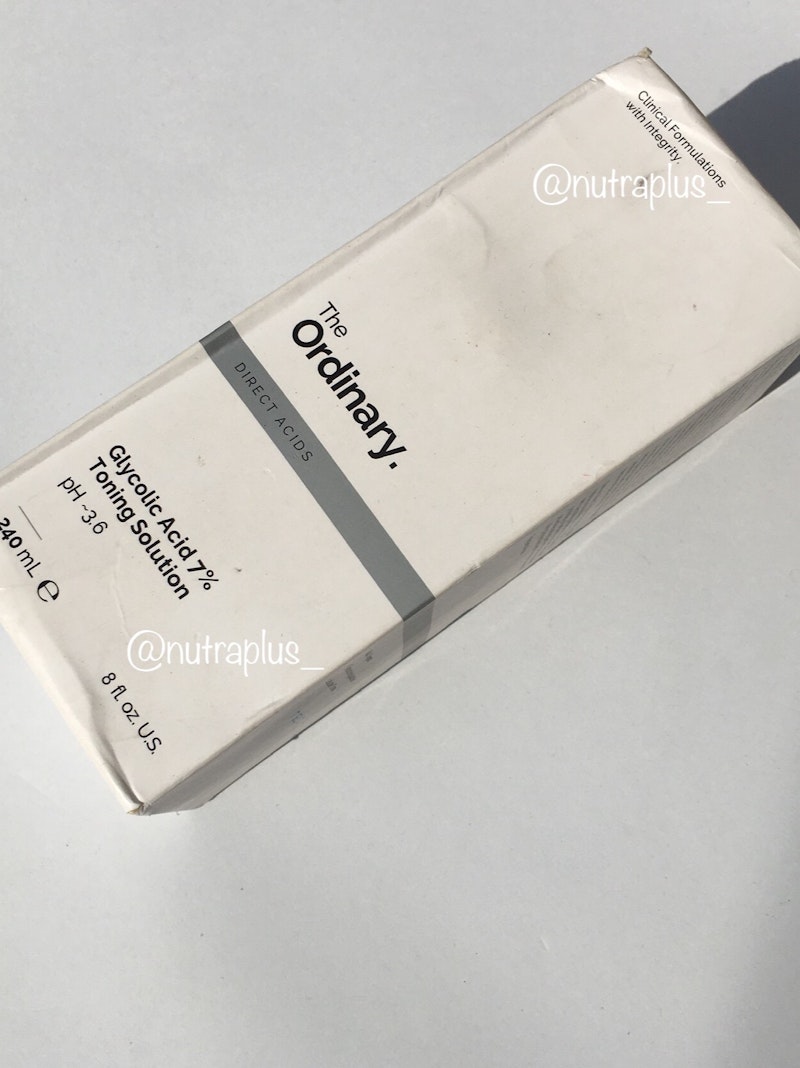 Clinical Formulations
with Integrity.
@nutraplus_
The
Ordinary.
DIRECT ACIDS
Glycolic Acid 7%
Toning Solution
pH ~3.6
240 mL ℮
@nutraplus_
8 fl. oz. U.S.